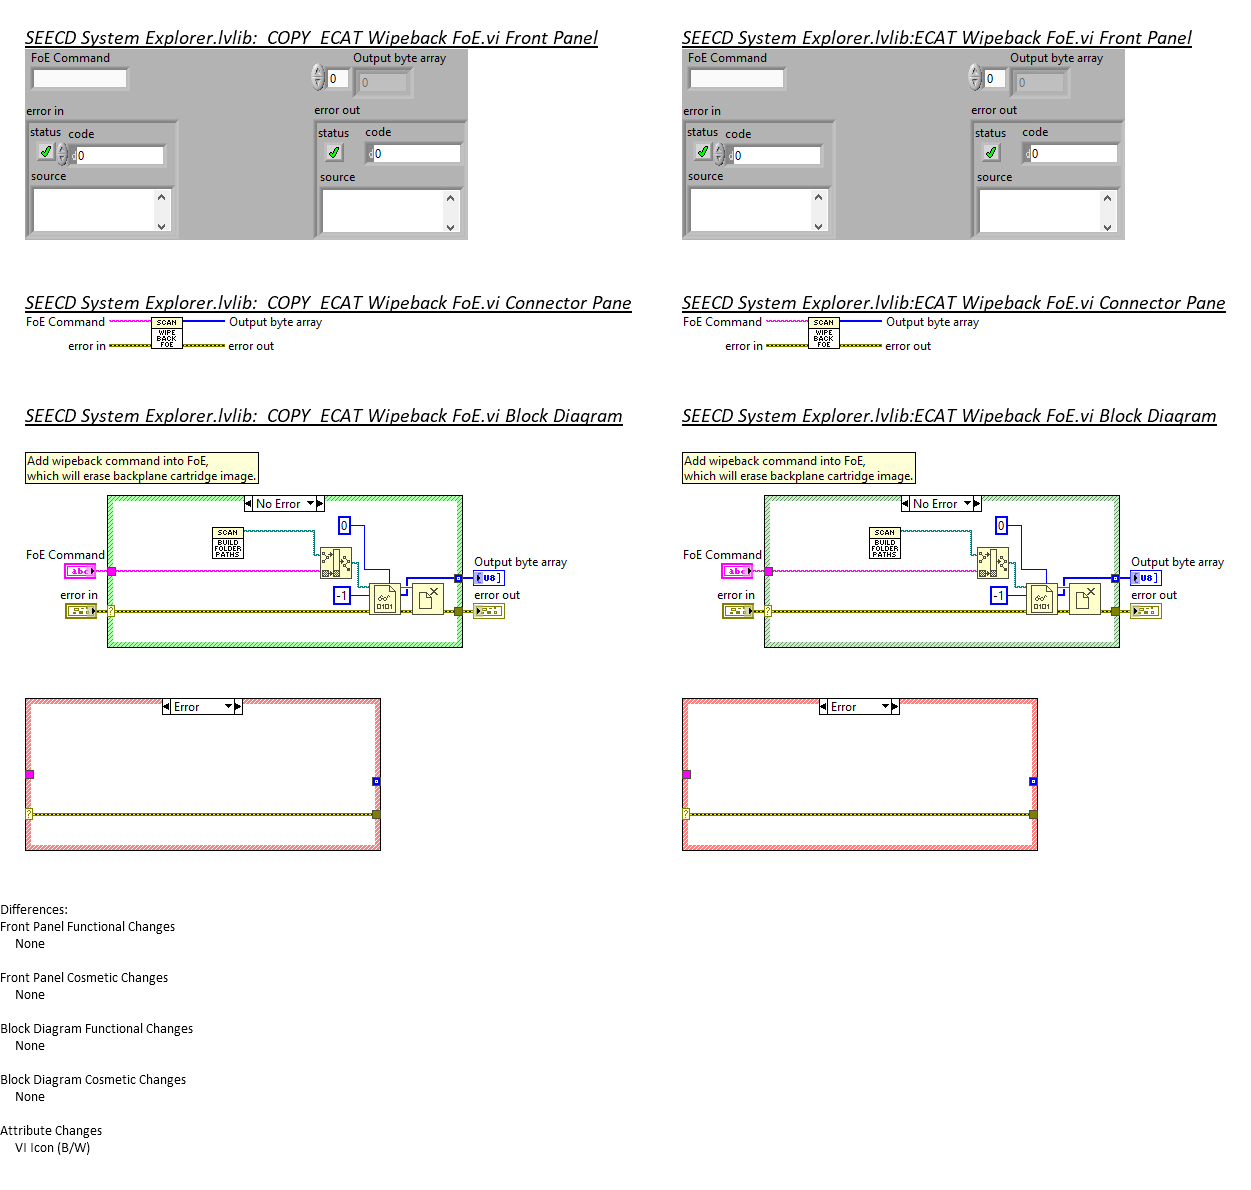 SEECD System Explorer.lvlib:_COPY_ECAT Wipeback FoE.vi Front Panel
FoE Command
Output byte array
0
0
error in
error out
status
code
0
source
status
code
0
source
SEECD System Explorer.lvlib:ECAT Wipeback FoE.vi Front Panel
FoE Command
Output byte array
0
0
error in
error out
status
code
0
source
status
code
0
source
SEECD System Explorer.lvlib:_COPY_ECAT Wipeback FoE.vi Connector Pane
FoE Command
SCAN
WIPE
BACK
FOE
Output byte array
error in
error out
SEECD System Explorer.lvlib:ECAT Wipeback FoE.vi Connector Pane
FoE Command
SCAN
WIPE
BACK
FOE
Output byte array
error in
error out
SEECD System Explorer.lvlib:_COPY_ECAT Wipeback FoE.vi Block Diagram
Add wipeback command into FoE,
which will erase backplane cartridge image.
No Error
SCAN
BUILD
FOLDER
PATHS
0
FoE Command
abc
-1
0101
Output byte array
U8
error in
?
error out
Error
?
SEECD System Explorer.lvlib:ECAT Wipeback FoE.vi Block Diagram
Add wipeback command into FoE,
which will erase backplane cartridge image.
No Error
SCAN
BUILD
FOLDER
PATHS
0
FoE Command
abc
-1
0101
Output byte array
U8
error in
?
error out
Error
?
Differences:
Front Panel Functional Changes
None
Front Panel Cosmetic Changes
None
Block Diagram Functional Changes
None
Block Diagram Cosmetic Changes
None
Attribute Changes
VI Icon (B/W)